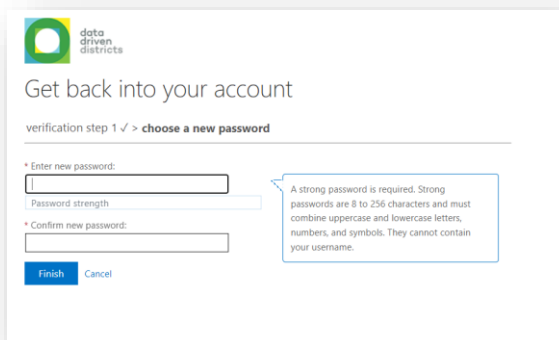 data
driven
districts
Get back into your account
verification step 1 ✓ > choose a new password
* Enter new password:
Password strength
* Confirm new password:
Finish Cancel
A strong password is required. Strong
passwords are 8 to 256 characters and must
combine uppercase and lowercase letters,
numbers, and symbols. They cannot contain
your username.